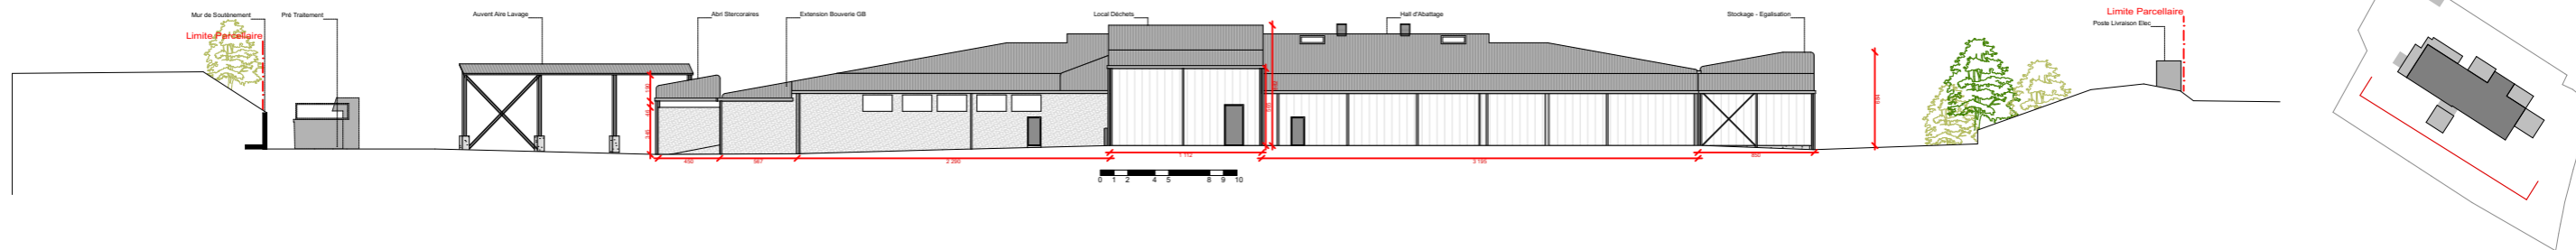 Mur de Soutènement
Pré Traitement
Auvent Aire Lavage
Abri Stercoraires
Extension Bouverie GB
Local Déchets
Hall d'Abattage
Stockage - Egalisation
Limite Parcellaire
Poste Livraison Elec
Limite Parcellaire
450
567
2 290
1 112
3 195
850
0 1 2 4 5 8 9 10